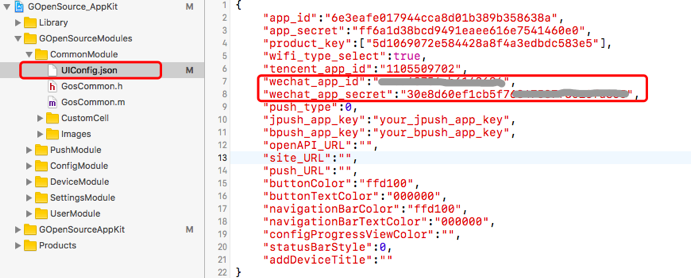 GOpenSource_AppKit M
Library
GOpenSourceModules
CommonModule
UIConfig.json M
GosCommon.h
GosCommon.m
CustomCell
Images
PushModule
ConfigModule
DeviceModule
SettingsModule
UserModule
GOpenSourceAppKit M
Products
1 {
2 "app_id":"6e3eafe017944cca8d01b389b358638a",
3 "app_secret":"ff6a1d38bcd9491eaee616e7541460e0",
4 "product_key":["5d1069072e584428a8f4a3edbdc583e5"],
5 "wifi_type_select":true,
6 "tencent_app_id":"1105509702",
7 "wechat_app_id":
8 "wechat_app_secret":"30e8d60ef1cb5f7
9 "push_type":0,
10 "jpush_app_key":"your_jpush_app_key",
11 "bpush_app_key":"your_bpush_app_key",
12 "openAPI_URL":"",
13 "site_URL":"",
14 "push_URL":"",
15 "buttonColor":"ffd100",
16 "buttonTextColor":"000000",
17 "navigationBarColor":"ffd100",
18 "navigationBarTextColor":"000000",
19 "configProgressViewColor":"",
20 "statusBarStyle":0,
21 "addDeviceTitle":""
22 }